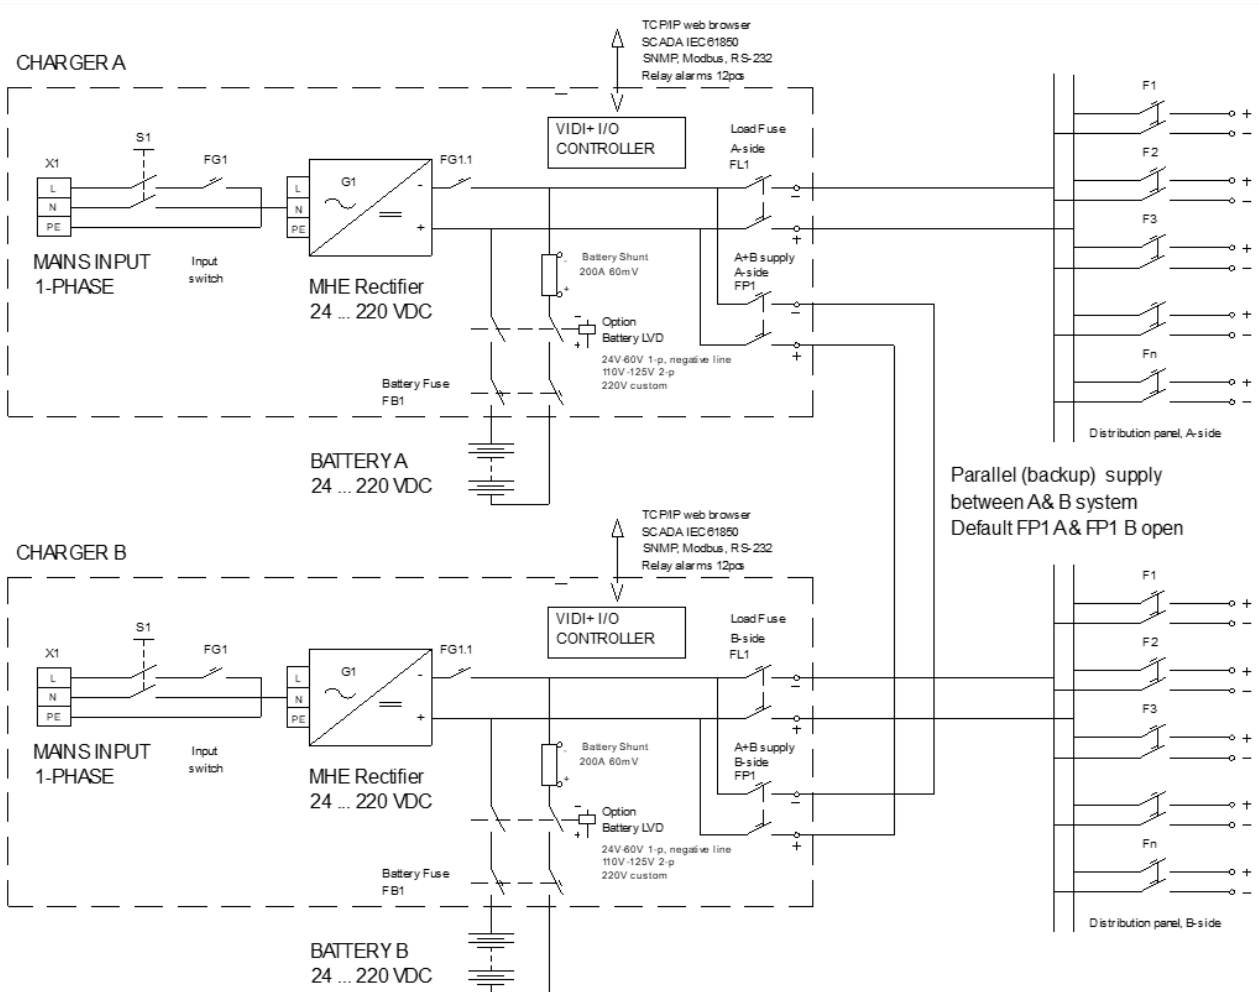 TCP/IP web browser
SCADA IEC61850
SNMP, Modbus, RS-232
Relay alarms 12pcs
CHARGER A
VIDI+ I/O
CONTROLLER
Load Fuse
A-side
FL1
F1
+
-
S1
X1
FG1
L
N
PE
L
N
PE
G1
-
+
FG1.1
F2
+
-
-
+
F3
+
-
MAINS INPUT
1-PHASE
Input
switch
MHE Rectifier
24 ... 220 VDC
Battery Shunt
200A 60mV
-
+
A+B supply
A-side
FP1
-
+
+
-
Option
Battery LVD
-
+
24V-60V 1-p, negative line
110V-125V 2-p
220V custom
Battery Fuse
FB1
Fn
+
-
Distribution panel, A-side
BATTERY A
24 ... 220 VDC
Parallel (backup) supply
between A & B system
Default FP1 A & FP1 B open
TCP/IP web browser
SCADA IEC61850
SNMP, Modbus, RS-232
Relay alarms 12pcs
CHARGER B
VIDI+ I/O
CONTROLLER
Load Fuse
B-side
FL1
F1
+
-
S1
X1
FG1
L
N
PE
L
N
PE
G1
-
+
FG1.1
F2
+
-
-
+
F3
+
-
MAINS INPUT
1-PHASE
Input
switch
MHE Rectifier
24 ... 220 VDC
Battery Shunt
200A 60mV
-
+
A+B supply
B-side
FP1
-
+
+
-
Option
Battery LVD
-
+
24V-60V 1-p, negative line
110V-125V 2-p
220V custom
Battery Fuse
FB1
Fn
+
-
Distribution panel, B-side
BATTERY B
24 ... 220 VDC